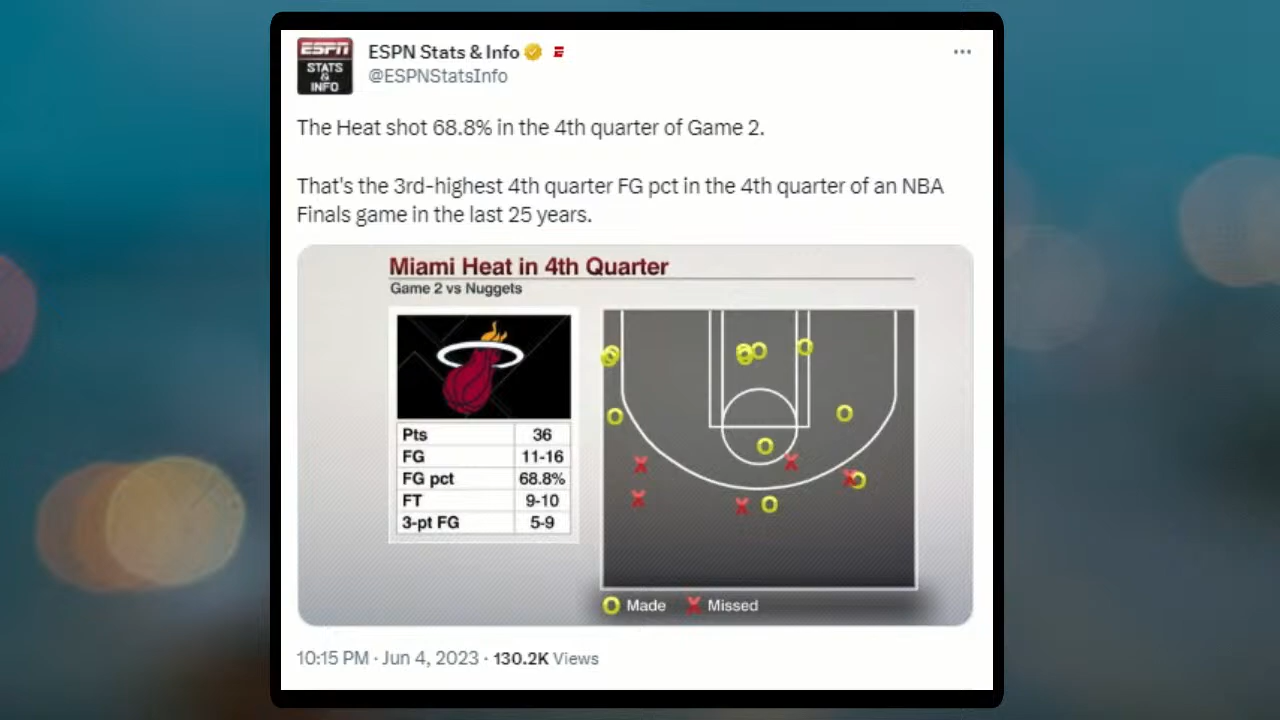 ESPN
STATS
&
INFO
ESPN Stats & Info
@ESPNStatsInfo
The Heat shot 68.8% in the 4th quarter of Game 2.
That's the 3rd-highest 4th quarter FG pct in the 4th quarter of an NBA
Finals game in the last 25 years.
Miami Heat in 4th Quarter
Game 2 vs Nuggets
Pts 36
FG 11-16
FG pct 68.8%
FT 9-10
3-pt FG 5-9
Made Missed
10:15 PM · Jun 4, 2023 · 130.2K Views